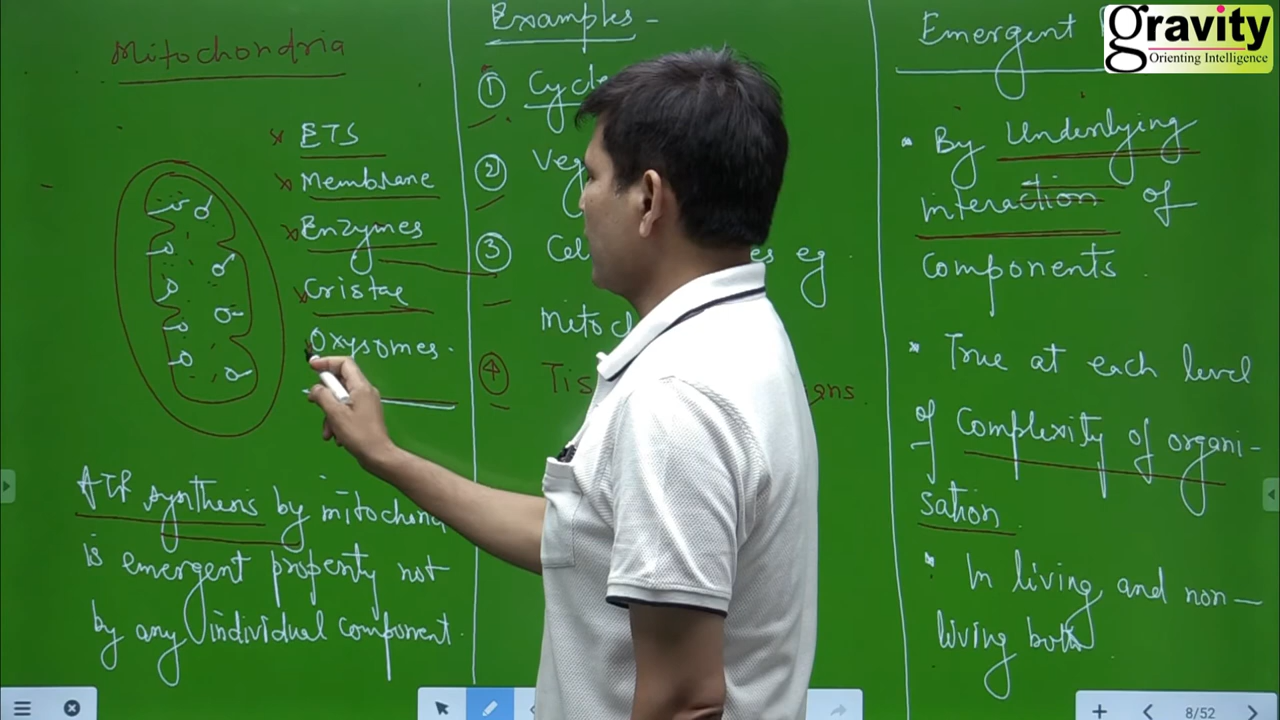 Mitochondria
ETS
Membrane
Enzymes
Cristae
Oxysomes.
ATP synthesis by
is emergent property not
by any individual component.
Examples -
① Cycle
②
③
eg.
④
Emergent
• By Underlying
interaction of
components.
• True at each level
of Complexity of organi-
sation.
• In living and non-
living both
gravity
Orienting Intelligence
8/52